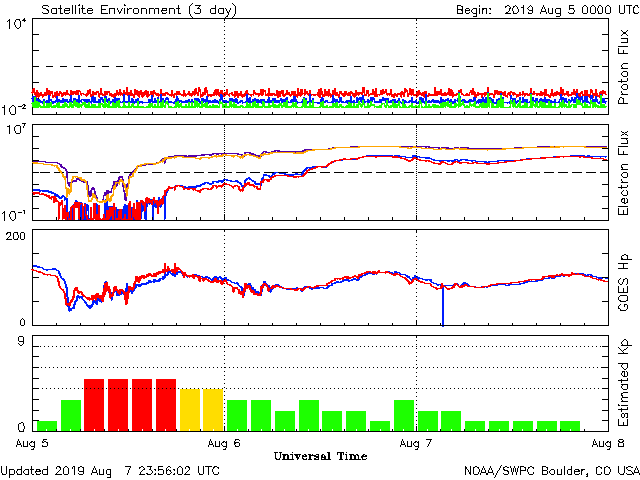 Satellite Environment (3 day)
Begin: 2019 Aug 5 0000 UTC
10^4
10^-2
Proton Flux
10^7
10^-1
Electron Flux
200
0
GOES Hp
9
0
Estimated Kp
Aug 5
Aug 6
Aug 7
Aug 8
Universal Time
Updated 2019 Aug 7 23:56:02 UTC
NOAA/SWPC Boulder, CO USA